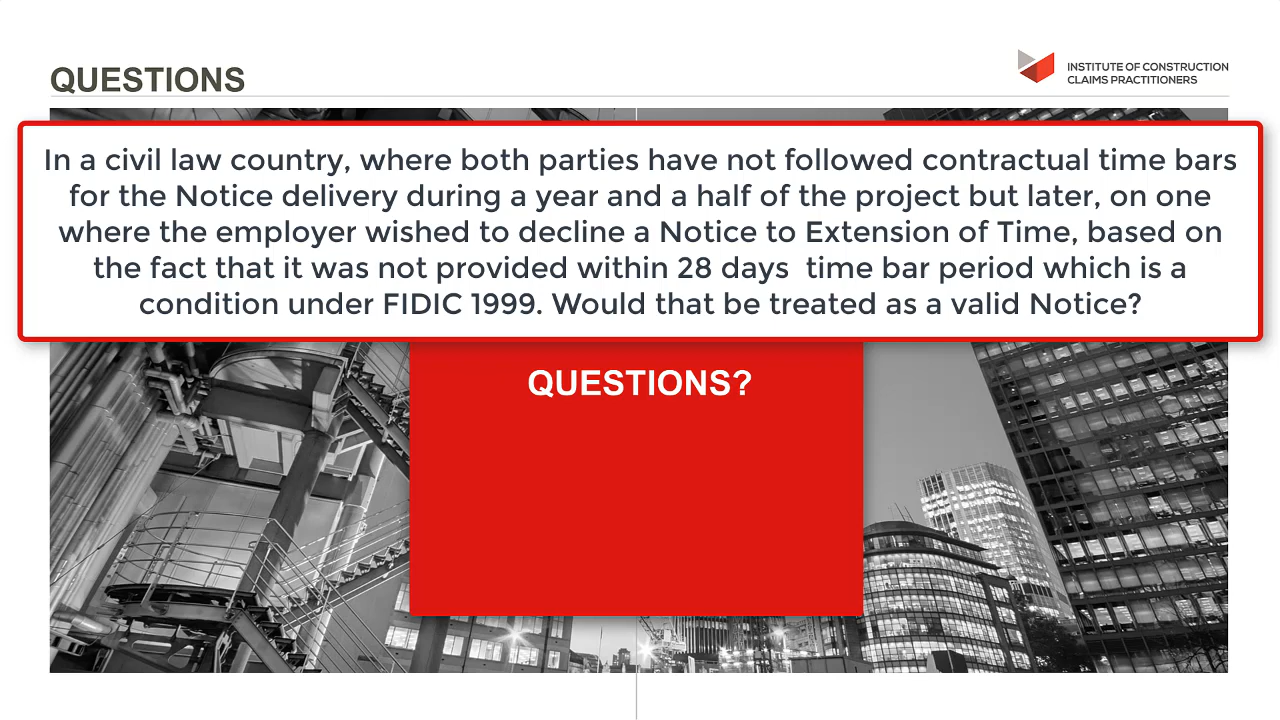 QUESTIONS
INSTITUTE OF CONSTRUCTION
CLAIMS PRACTITIONERS
In a civil law country, where both parties have not followed contractual time bars
for the Notice delivery during a year and a half of the project but later, on one
where the employer wished to decline a Notice to Extension of Time, based on
the fact that it was not provided within 28 days  time bar period which is a
condition under FIDIC 1999. Would that be treated as a valid Notice?
QUESTIONS?